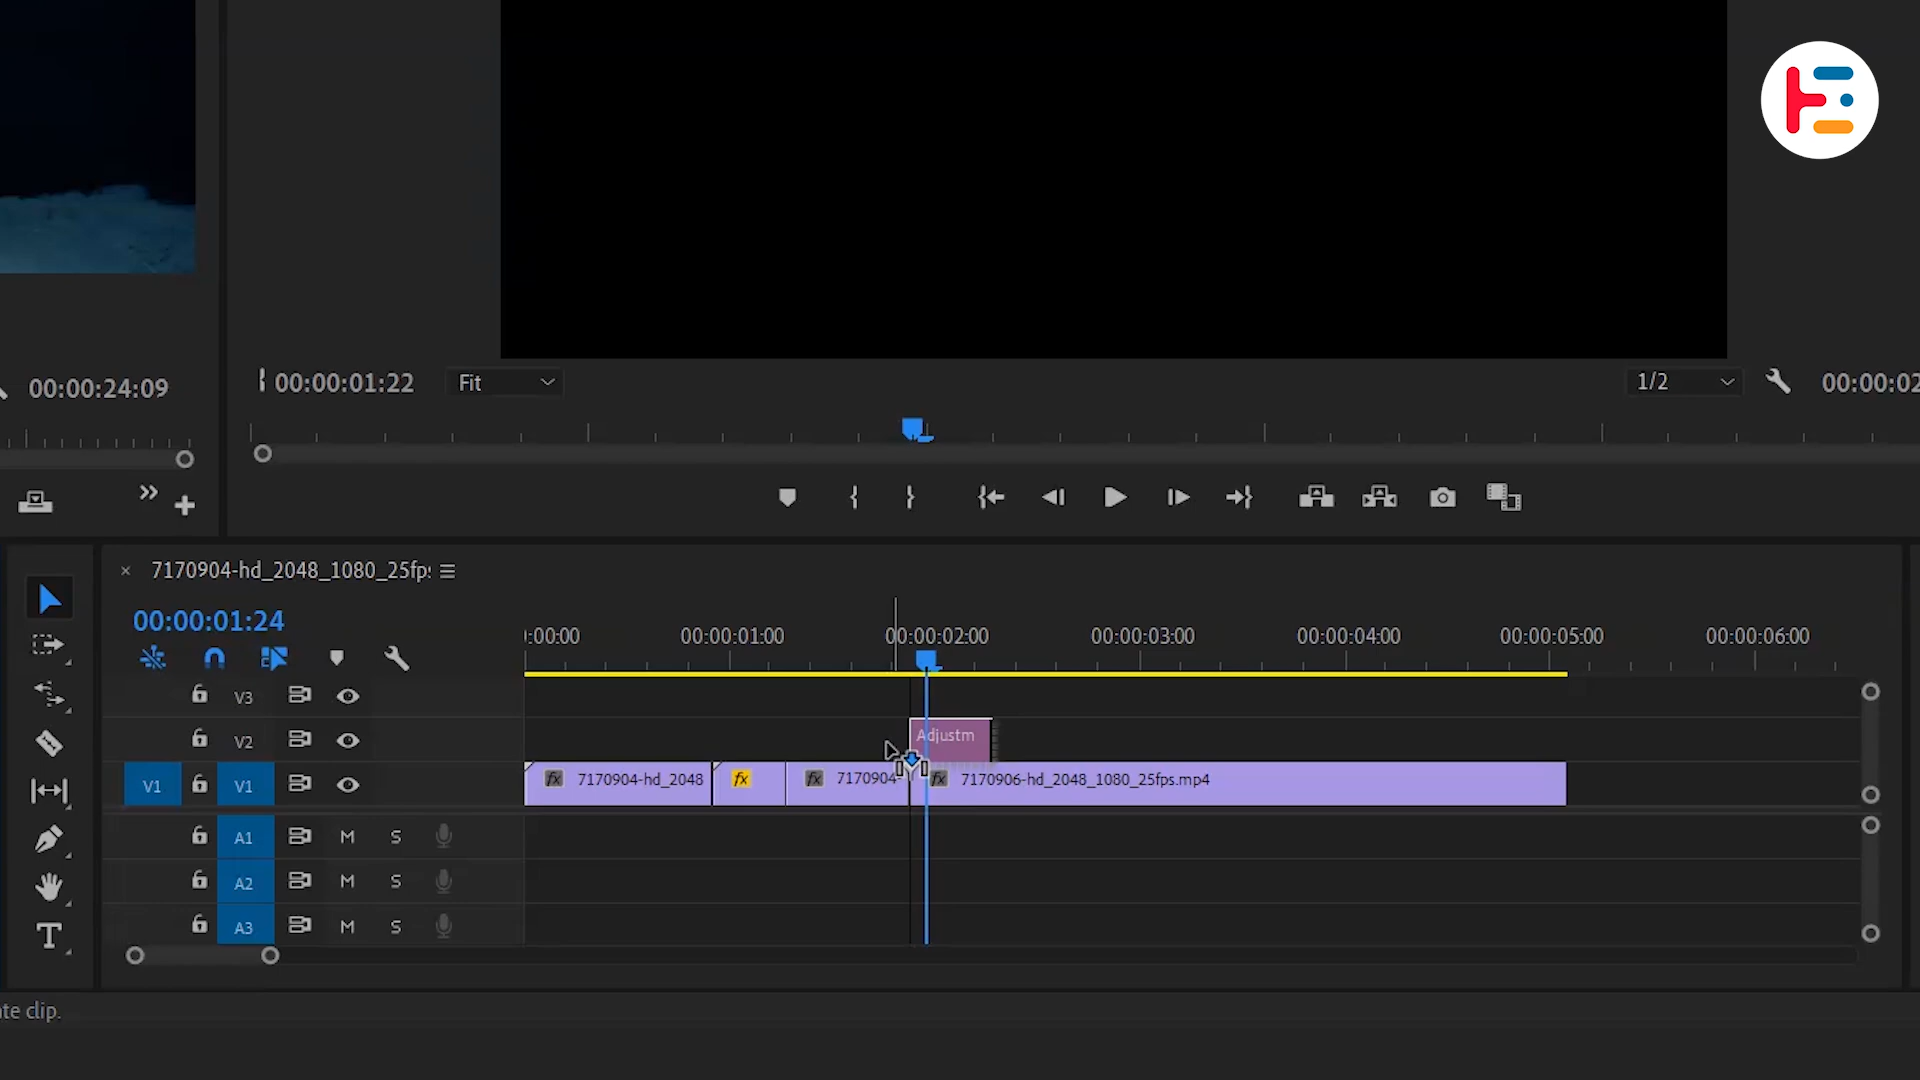 00:00:24:09
00:00:01:22
Fit
1/2
00:00:02
7170904-hd_2048_1080_25fp
00:00:01:24
:00:00
00:00:01:00
00:00:02:00
00:00:03:00
00:00:04:00
00:00:05:00
00:00:06:00
V3
V2
Adjustm
V1
V1
fx
7170904-hd_2048
fx
fx
7170904-
fx
7170906-hd_2048_1080_25fps.mp4
A1
M
S
A2
M
S
A3
M
S
T
te clip.